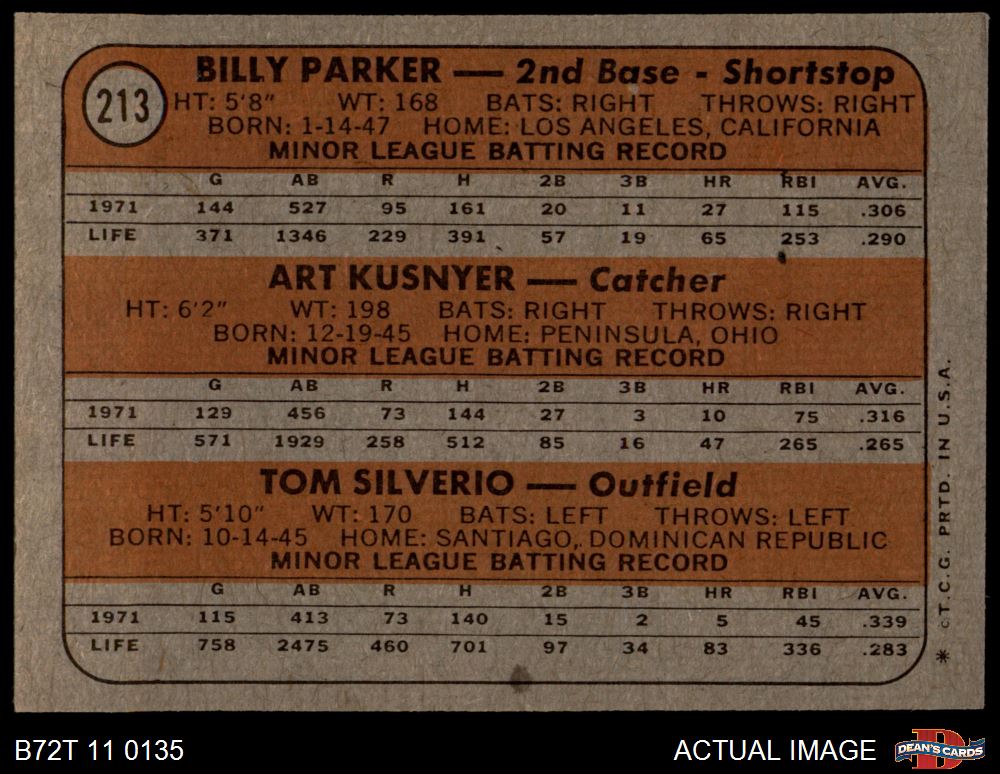 213
BILLY PARKER — 2nd Base - Shortstop
HT: 5'8" WT: 168 BATS: RIGHT THROWS: RIGHT
BORN: 1-14-47 HOME: LOS ANGELES, CALIFORNIA
MINOR LEAGUE BATTING RECORD
G AB R H 2B 3B HR RBI AVG.
1971 144 527 95 161 20 11 27 115 .306
LIFE 371 1346 229 391 57 19 65 253 .290
ART KUSNYER — Catcher
HT: 6'2" WT: 198 BATS: RIGHT THROWS: RIGHT
BORN: 12-19-45 HOME: PENINSULA, OHIO
MINOR LEAGUE BATTING RECORD
G AB R H 2B 3B HR RBI AVG.
1971 129 456 73 144 27 3 10 75 .316
LIFE 571 1929 258 512 85 16 47 265 .265
TOM SILVERIO — Outfield
HT: 5'10" WT: 170 BATS: LEFT THROWS: LEFT
BORN: 10-14-45 HOME: SANTIAGO, DOMINICAN REPUBLIC
MINOR LEAGUE BATTING RECORD
G AB R H 2B 3B HR RBI AVG.
1971 115 413 73 140 15 2 5 45 .339
LIFE 758 2475 460 701 97 34 83 336 .283
* ©T.C.G. PRTD. IN U.S.A.
B72T 11 0135
ACTUAL IMAGE
DEAN'S CARDS